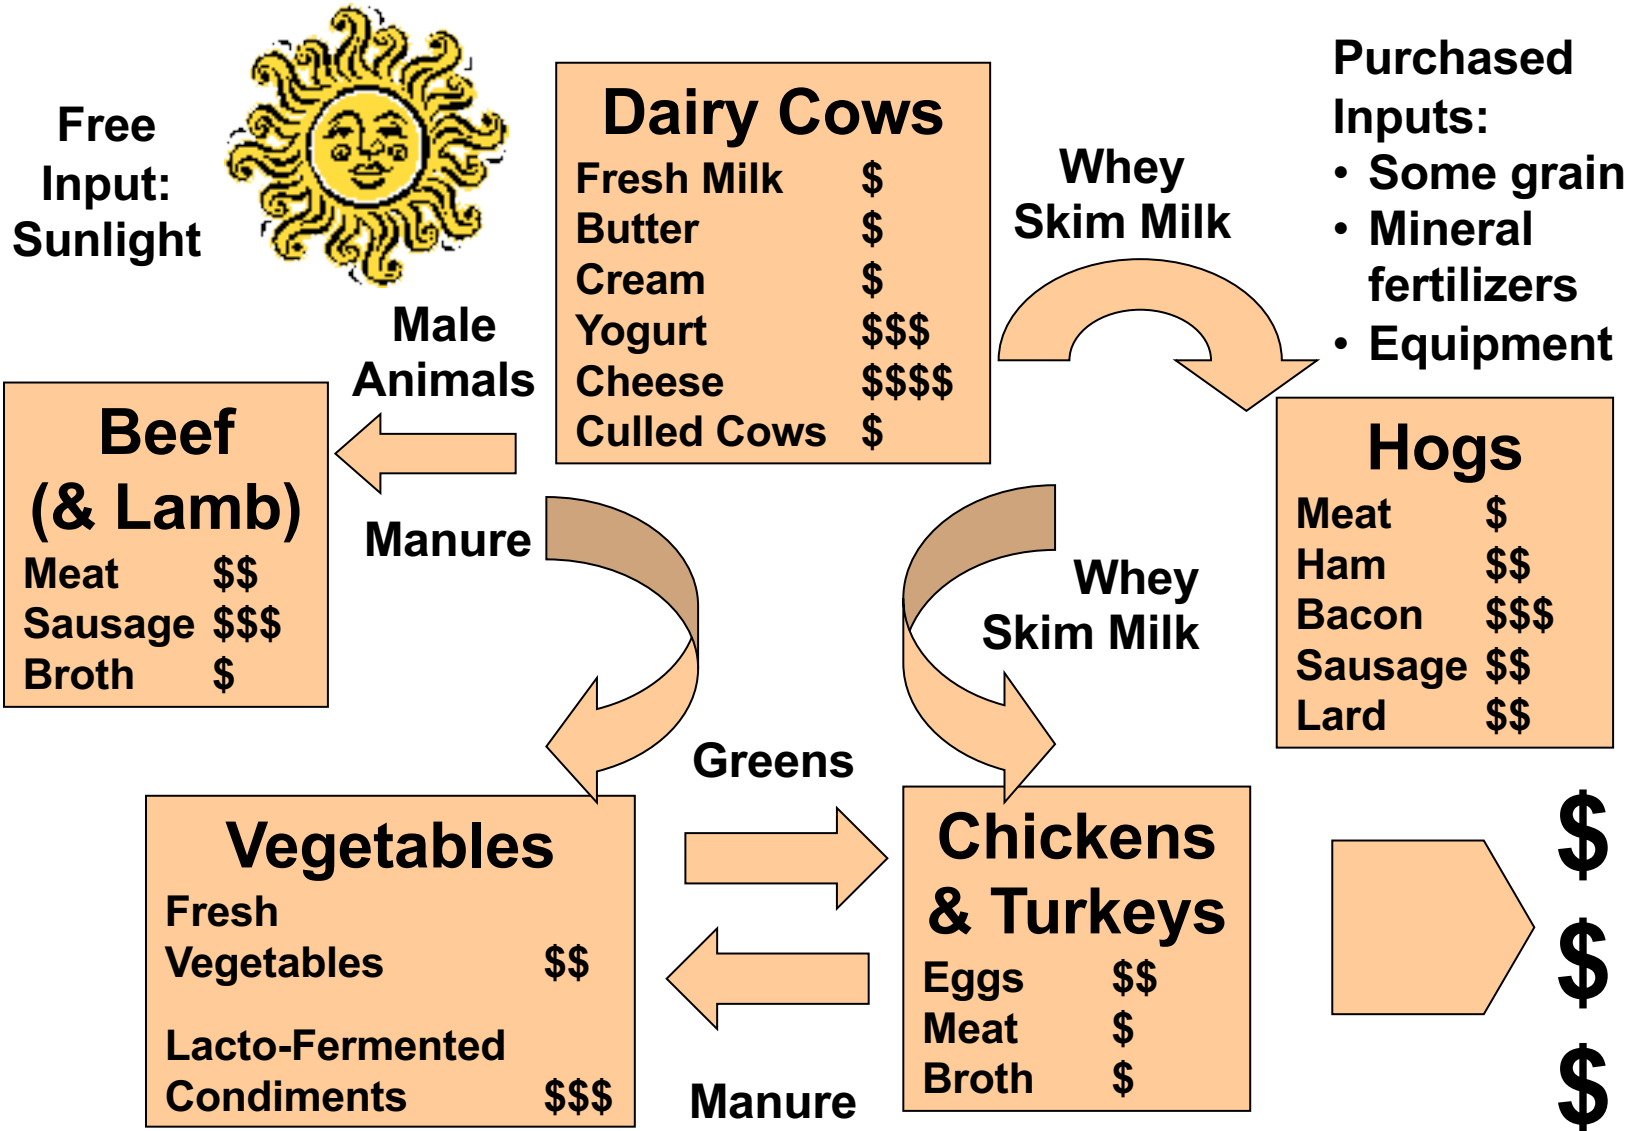 Free
Input:
Sunlight
Dairy Cows
Fresh Milk $
Butter $
Cream $
Yogurt $$$
Cheese $$$$
Culled Cows $
Whey
Skim Milk
Purchased
Inputs:
• Some grain
• Mineral
fertilizers
• Equipment
Male
Animals
Beef
(& Lamb)
Meat $$
Sausage $$$
Broth $
Manure
Whey
Skim Milk
Hogs
Meat $
Ham $$
Bacon $$$
Sausage $$
Lard $$
Greens
Vegetables
Fresh
Vegetables $$
Lacto-Fermented
Condiments $$$
Manure
Chickens
& Turkeys
Eggs $$
Meat $
Broth $
$
$
$